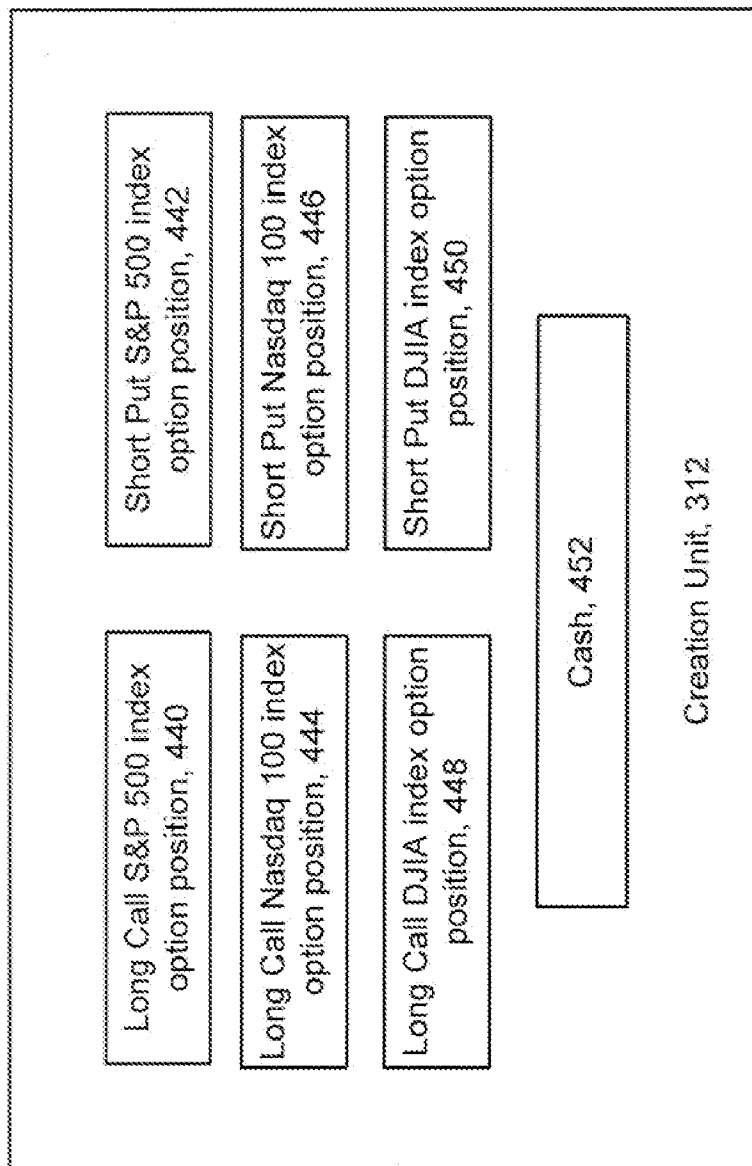 Long Call S&P 500 index
option position, 440
Short Put S&P 500 index
option position, 442
Long Call Nasdaq 100 index
option position, 444
Short Put Nasdaq 100 index
option position, 446
Long Call DJIA index option
position, 448
Short Put DJIA index option
position, 450
Cash, 452
Creation Unit, 312